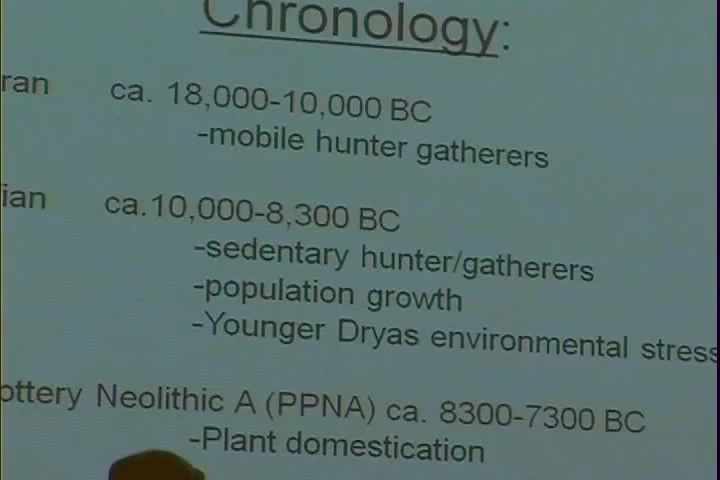 Chronology:
ran ca. 18,000-10,000 BC
-mobile hunter gatherers
ian ca.10,000-8,300 BC
-sedentary hunter/gatherers
-population growth
-Younger Dryas environmental stress
ottery Neolithic A (PPNA) ca. 8300-7300 BC
-Plant domestication